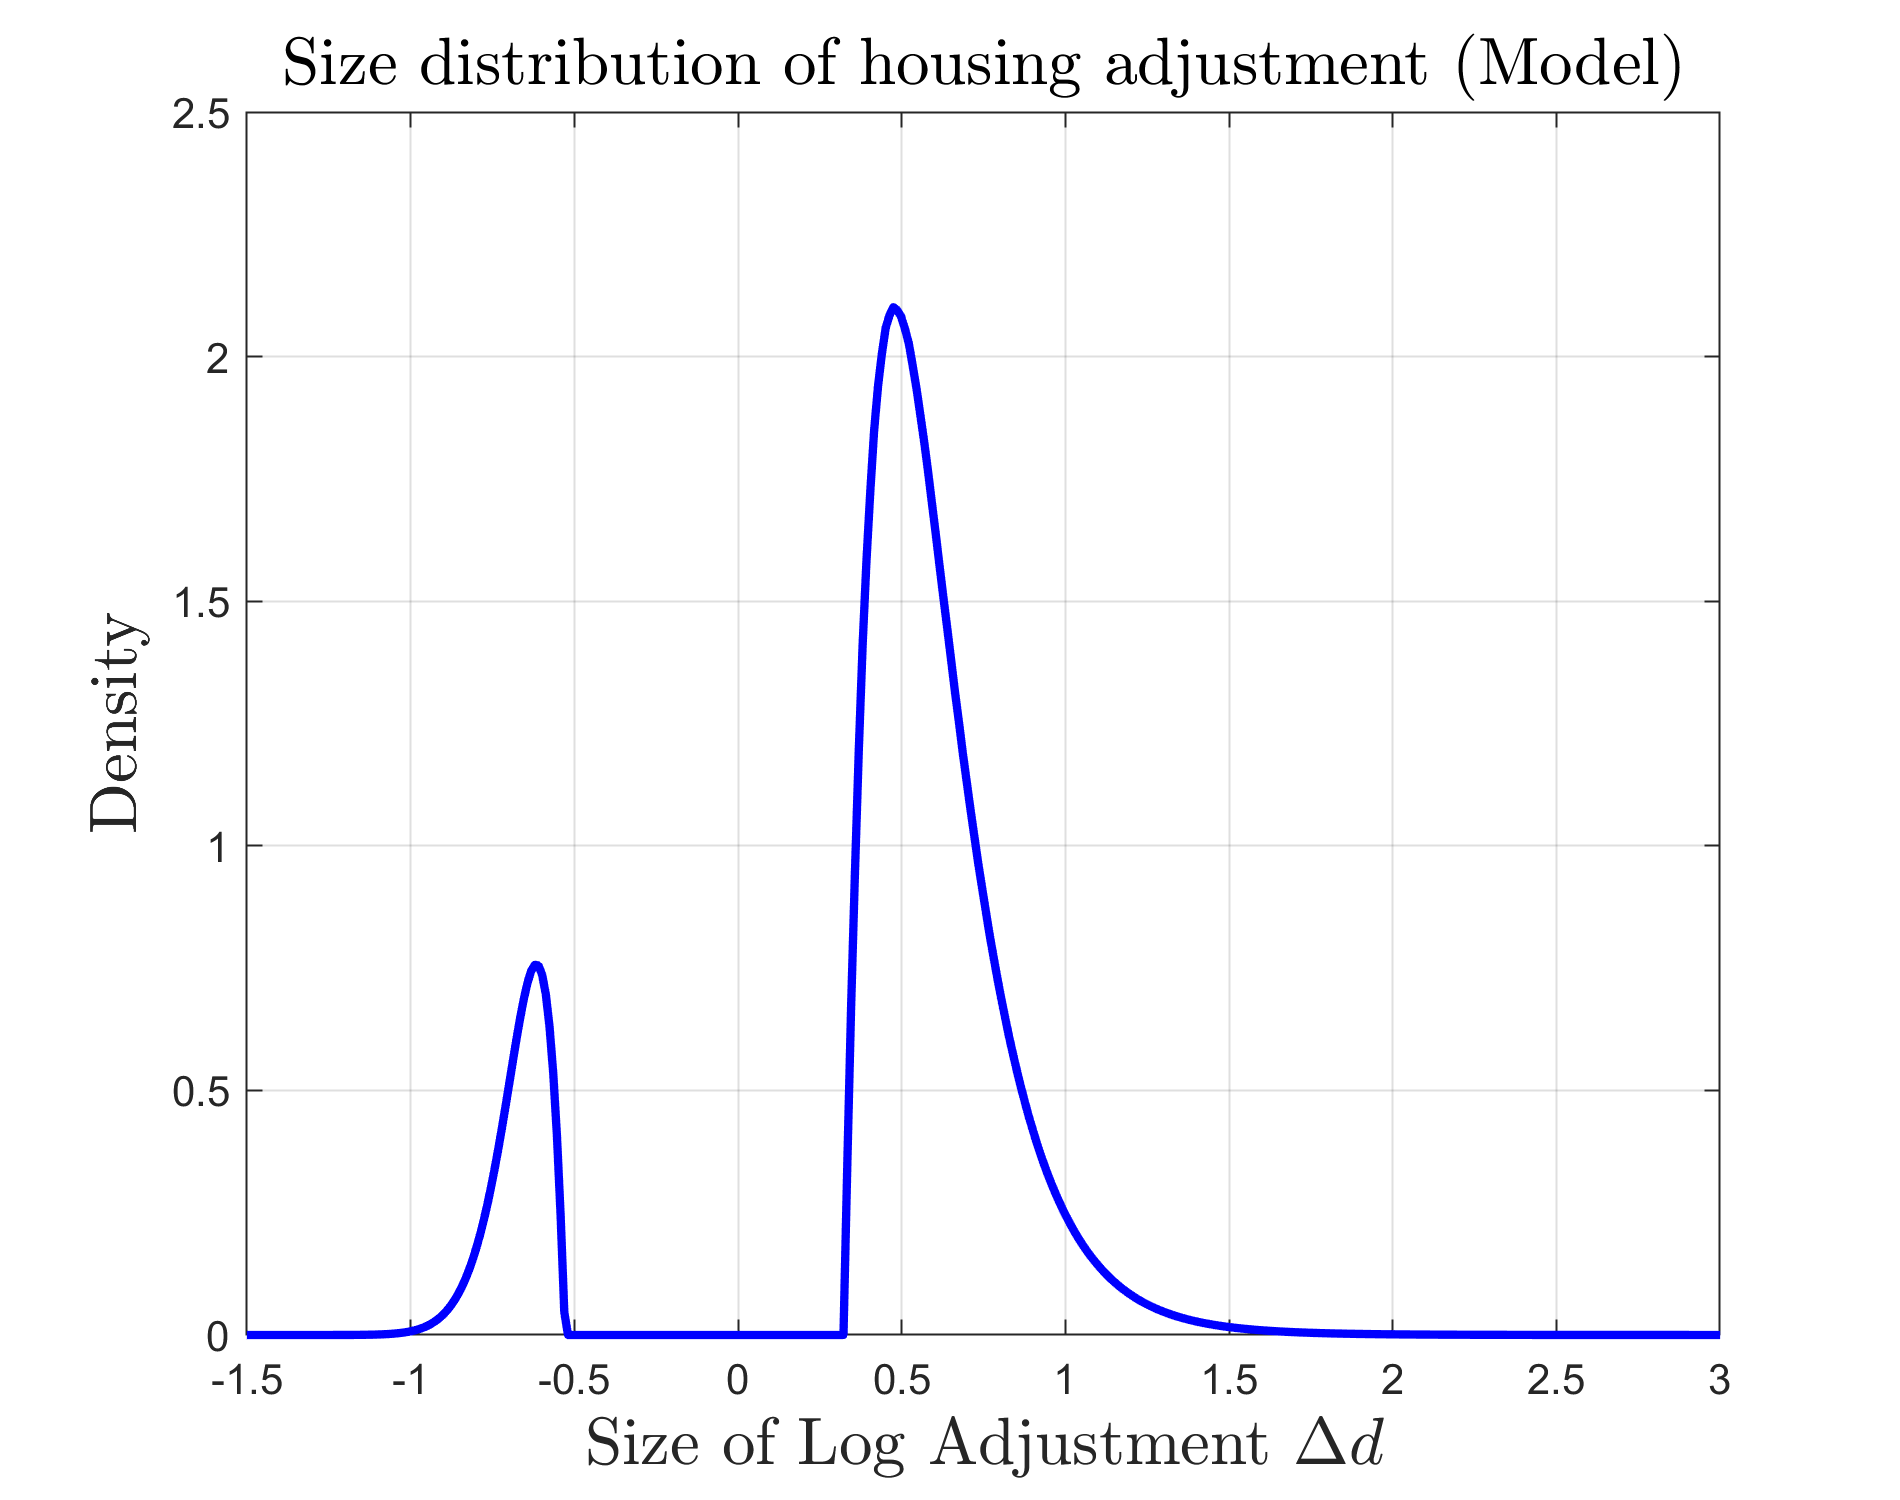 Size distribution of housing adjustment (Model)
2.5
2
1.5
1
0.5
0
Density
-1.5 -1 -0.5 0 0.5 1 1.5 2 2.5 3
Size of Log Adjustment Δd